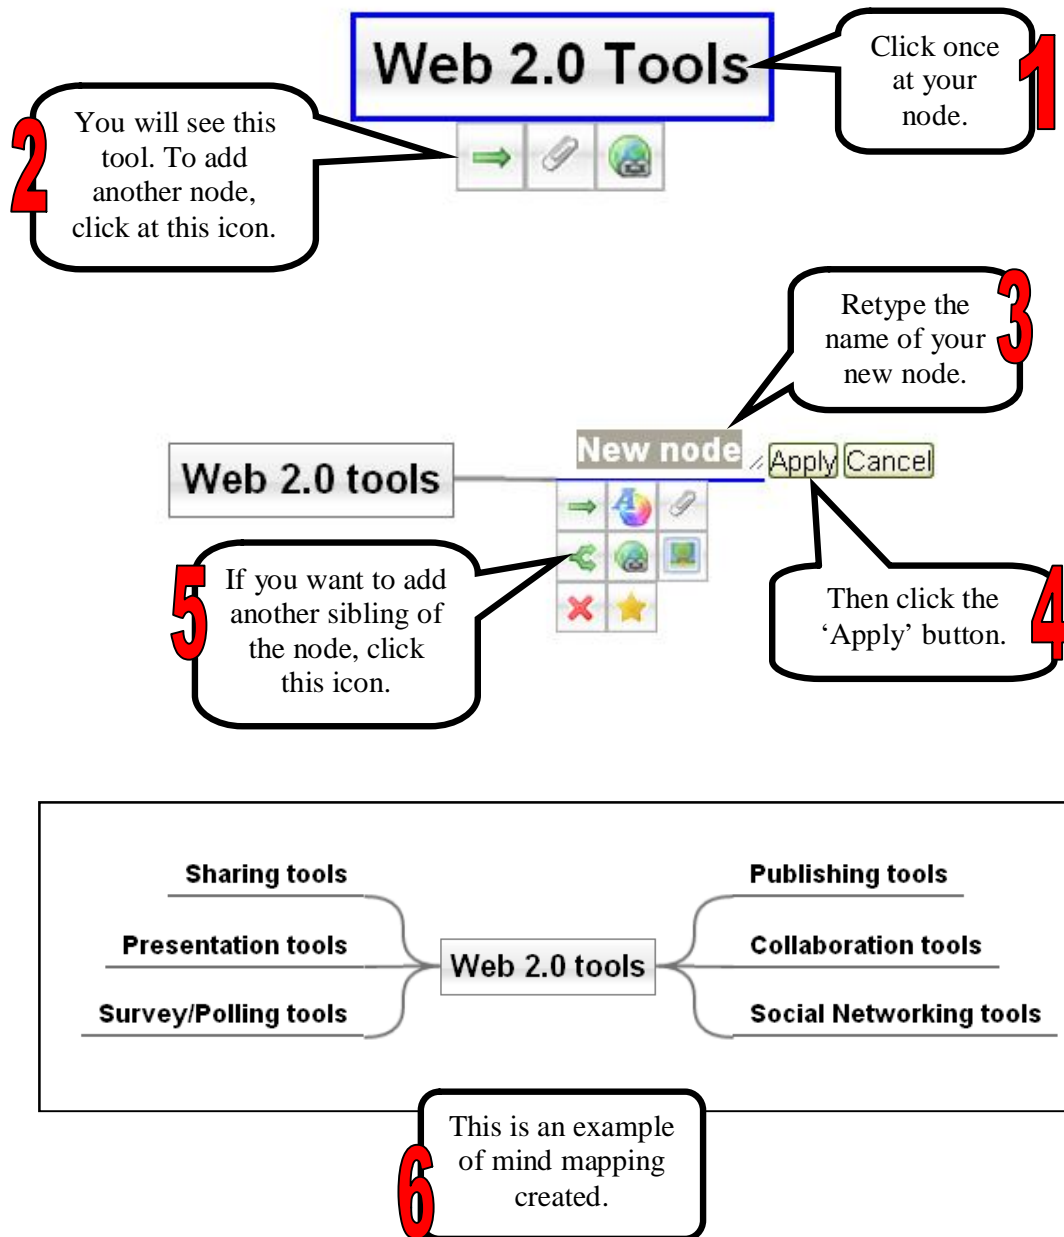 Web 2.0 Tools
Click once
at your
node.
1
2
You will see this
tool. To add
another node,
click at this icon.
Retype the
name of your
new node.
3
New node
Apply Cancel
Web 2.0 tools
5
If you want to add
another sibling of
the node, click
this icon.
Then click the
‘Apply’ button.
4
Sharing tools
Presentation tools
Survey/Polling tools
Web 2.0 tools
Publishing tools
Collaboration tools
Social Networking tools
This is an example
of mind mapping
created.
6